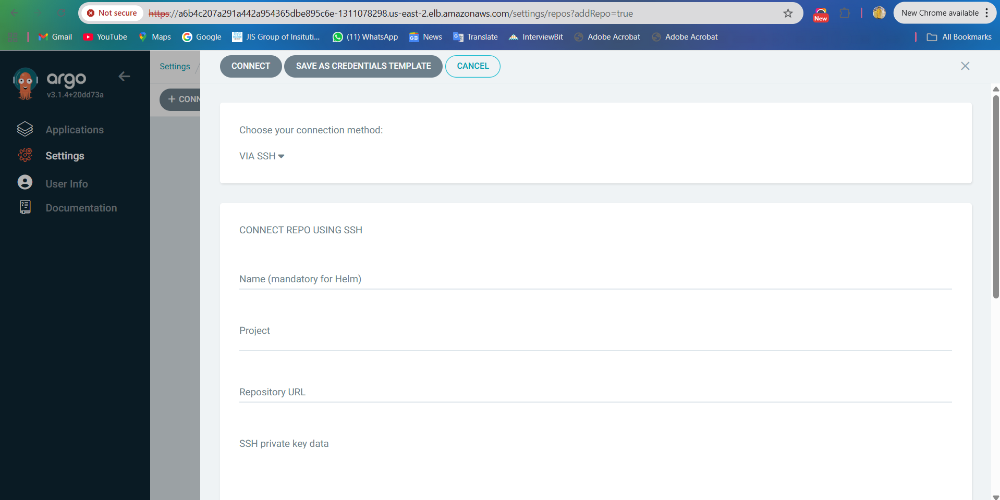 Not secure https://a6b4c207a291a442a954365dbe895c6e-1311078298.us-east-2.elb.amazonaws.com/settings/repos?addRepo=true New New Chrome available
Gmail YouTube Maps Google JIS Group of Insituti... (11) WhatsApp News Translate InterviewBit Adobe Acrobat Adobe Acrobat All Bookmarks
argo
v3.1.4+20dd73a
Applications
Settings
User Info
Documentation
Settings /
+ CONN
CONNECT SAVE AS CREDENTIALS TEMPLATE CANCEL
Choose your connection method:
VIA SSH
CONNECT REPO USING SSH
Name (mandatory for Helm)
Project
Repository URL
SSH private key data